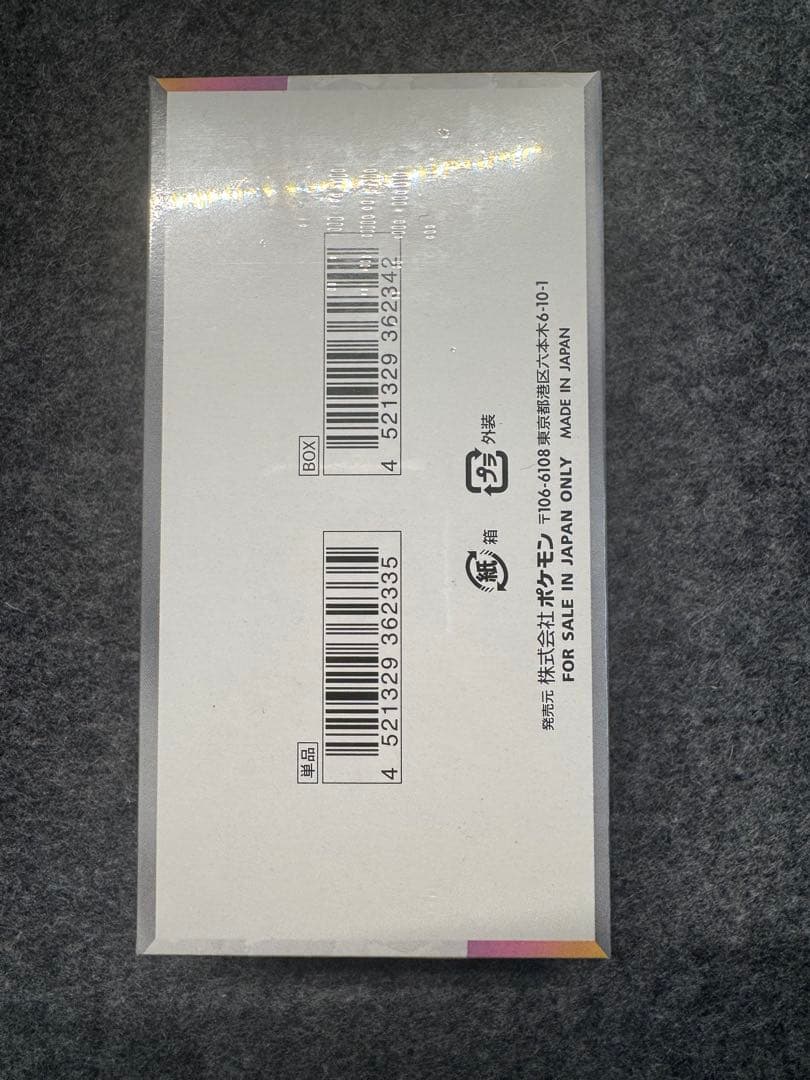 単品
4 521329 362335
BOX
4 521329 362342
紙 箱
プラ 外装
発売元 株式会社 ポケモン 〒106-6108 東京都港区六本木6-10-1
FOR SALE IN JAPAN ONLY MADE IN JAPAN